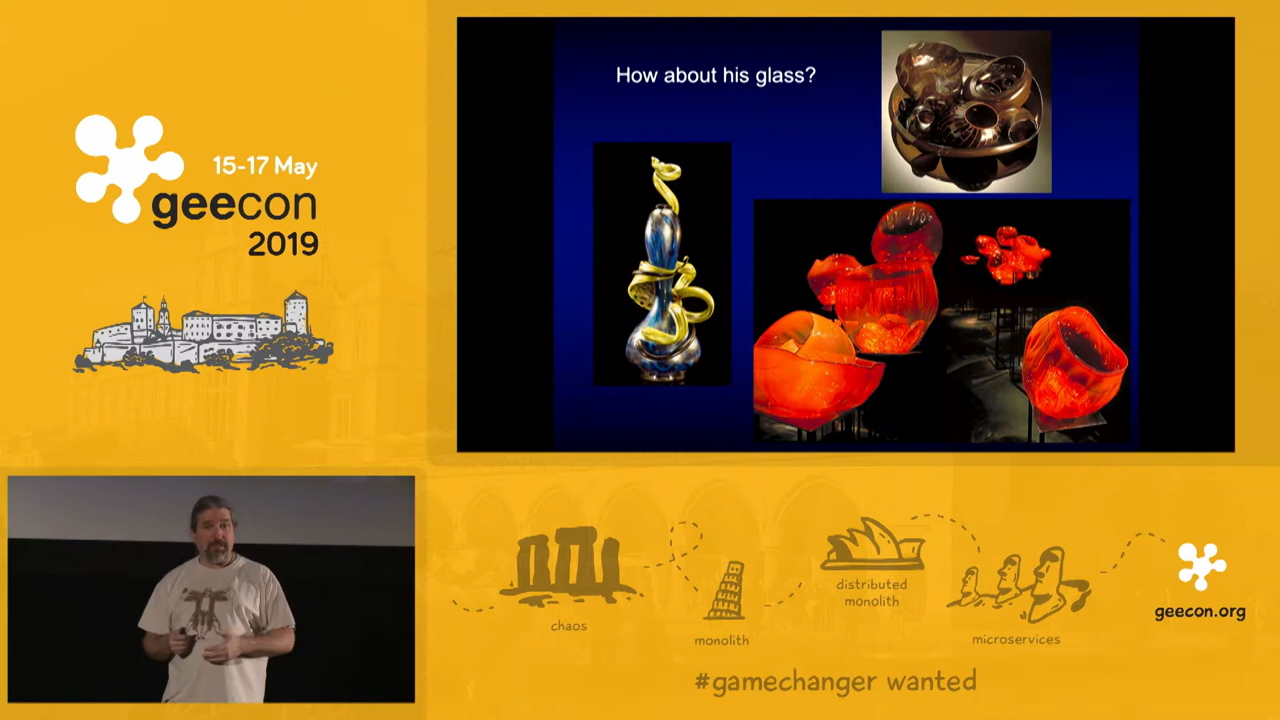 15-17 May
geecon
2019
How about his glass?
chaos
monolith
distributed
monolith
microservices
geecon.org
#gamechanger wanted